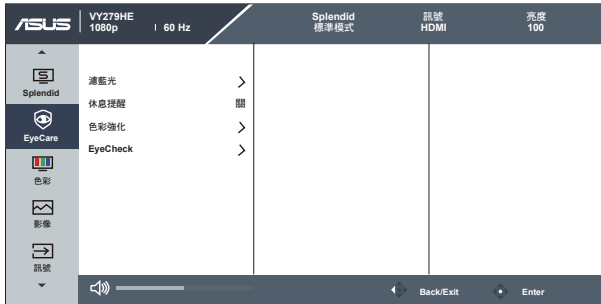 ASUS
VY279HE
1080p | 60 Hz
Splendid
標準模式
訊號
HDMI
亮度
100
Splendid
EyeCare
色彩
影像
訊號
濾藍光
休息提醒 關
色彩強化
EyeCheck
Back/Exit
Enter